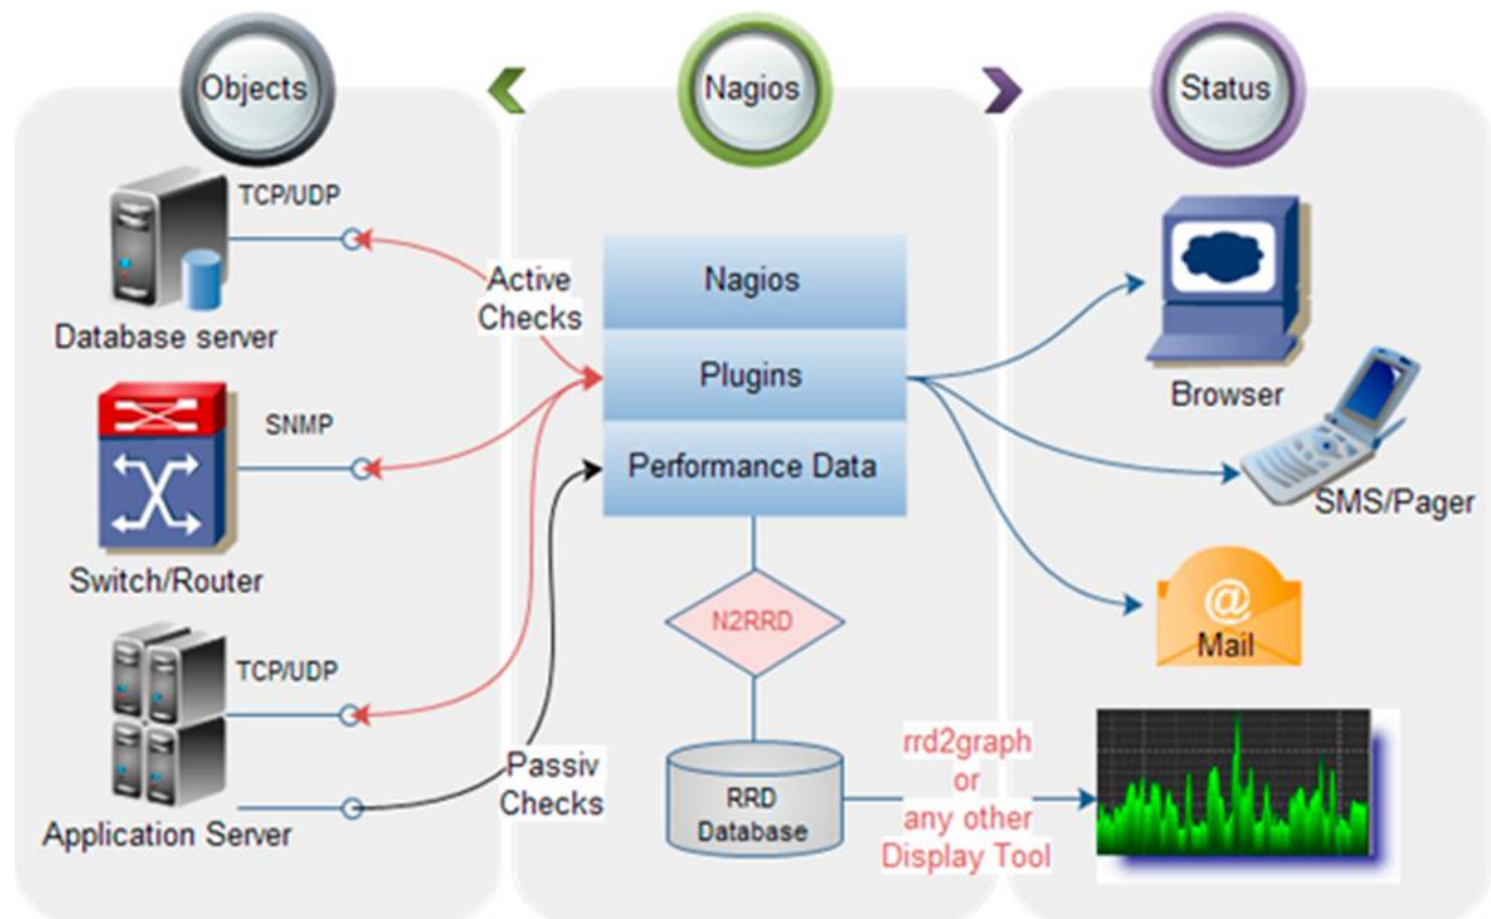 Objects
Nagios
Status
TCP/UDP
Database server
SNMP
Switch/Router
TCP/UDP
Application Server
Active
Checks
Passiv
Checks
Nagios
Plugins
Performance Data
N2RRD
RRD
Database
rrd2graph
or
any other
Display Tool
Browser
SMS/Pager
@
Mail